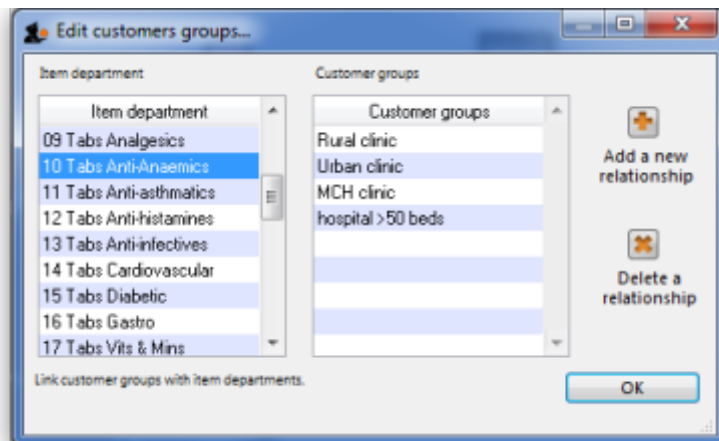 Edit customers groups...
Item department
Customer groups
Item department
Customer groups
09 Tabs Analgesics
10 Tabs Anti-Anaemics
11 Tabs Anti-asthmatics
12 Tabs Anti-histamines
13 Tabs Anti-infectives
14 Tabs Cardiovascular
15 Tabs Diabetic
16 Tabs Gastro
17 Tabs Vits & Mins
Rural clinic
Urban clinic
MCH clinic
hospital >50 beds
Add a new
relationship
Delete a
relationship
Link customer groups with item departments.
OK